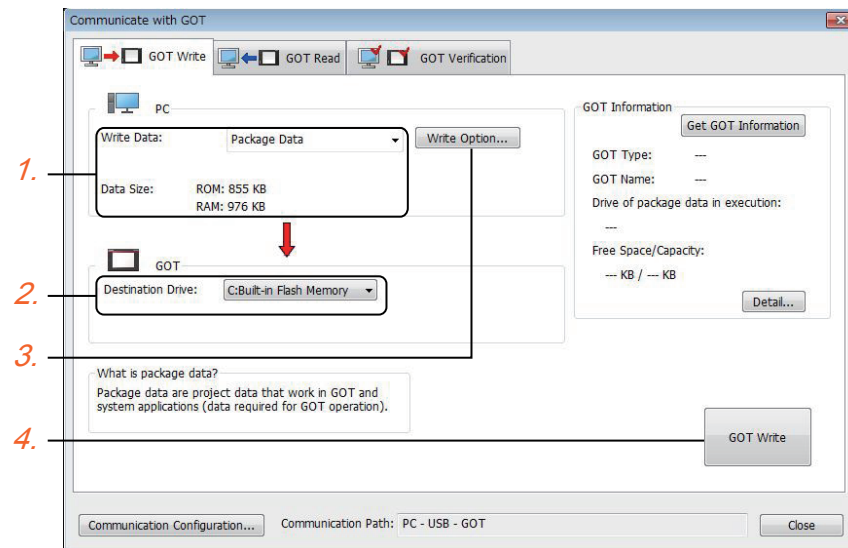 Communicate with GOT
GOT Write
GOT Read
GOT Verification
PC
Write Data:
Package Data
Write Option...
1.
Data Size:
ROM: 855 KB
RAM: 976 KB
GOT
2.
Destination Drive:
C:Built-in Flash Memory
3.
What is package data?
Package data are project data that work in GOT and
system applications (data required for GOT operation).
4.
GOT Information
Get GOT Information
GOT Type:
---
GOT Name:
---
Drive of package data in execution:
---
Free Space/Capacity:
--- KB / --- KB
Detail...
GOT Write
Communication Configuration...
Communication Path:
PC - USB - GOT
Close